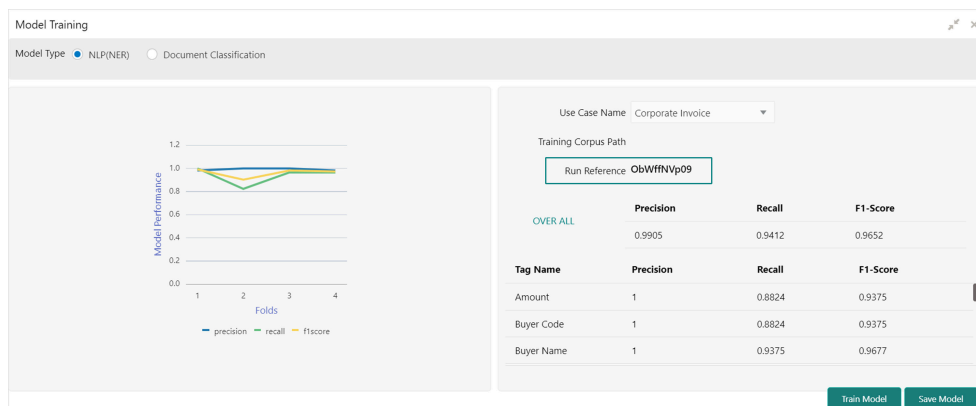 Model Training
Model Type NLP(NER) Document Classification
1.2
1.0
0.8
0.6
0.4
0.2
0.0
Model Performance
1 2 3 4
Folds
precision recall f1score
Use Case Name Corporate Invoice
Training Corpus Path
Run Reference ObWffNVp09
OVER ALL
Precision Recall F1-Score
0.9905 0.9412 0.9652
Tag Name Precision Recall F1-Score
Amount 1 0.8824 0.9375
Buyer Code 1 0.8824 0.9375
Buyer Name 1 0.9375 0.9677
Train Model Save Model